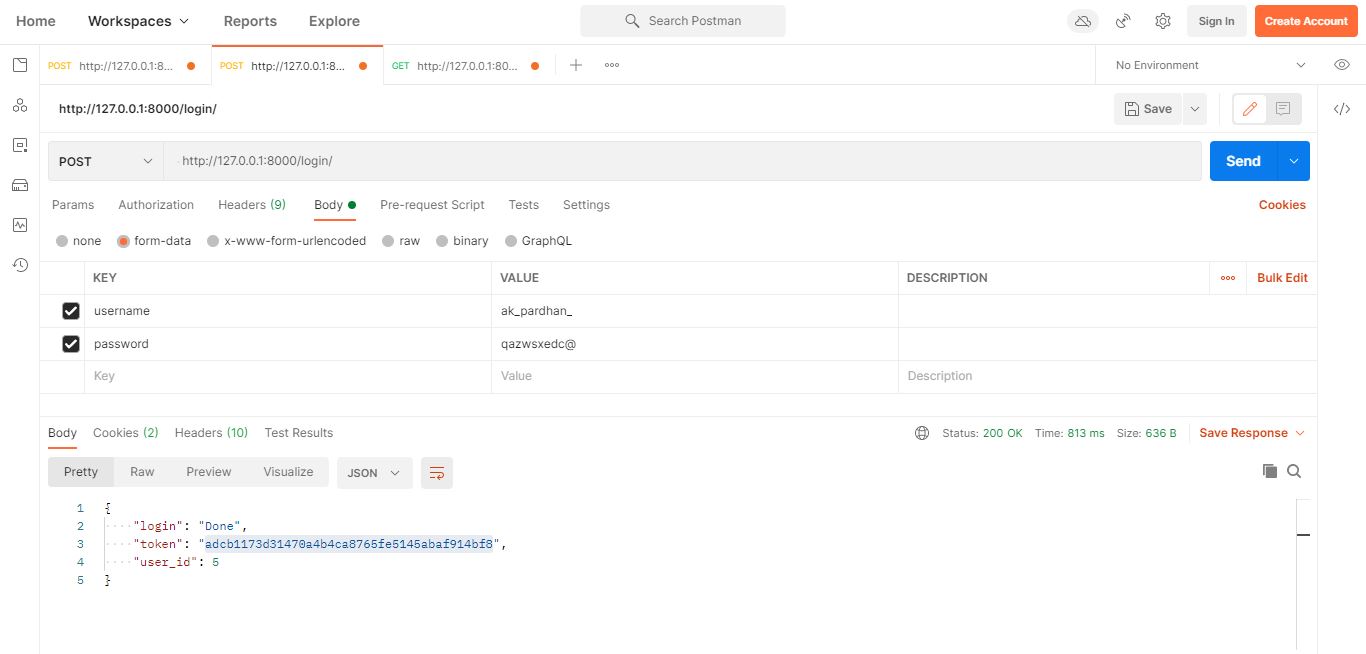 Home Workspaces Reports Explore Search Postman Sign In Create Account
POST http://127.0.0.1:8... POST http://127.0.0.1:8... GET http://127.0.0.1:80... No Environment
http://127.0.0.1:8000/login/ Save
POST http://127.0.0.1:8000/login/ Send
Params Authorization Headers (9) Body Pre-request Script Tests Settings Cookies
none form-data x-www-form-urlencoded raw binary GraphQL
KEY VALUE DESCRIPTION Bulk Edit
username ak_pardhan_
password qazwsxedc@
Key Value Description
Body Cookies (2) Headers (10) Test Results Status: 200 OK Time: 813 ms Size: 636 B Save Response
Pretty Raw Preview Visualize JSON
1 {
2 "login": "Done",
3 "token": "adcb1173d31470a4b4ca8765fe5145abaf914bf8",
4 "user_id": 5
5 }